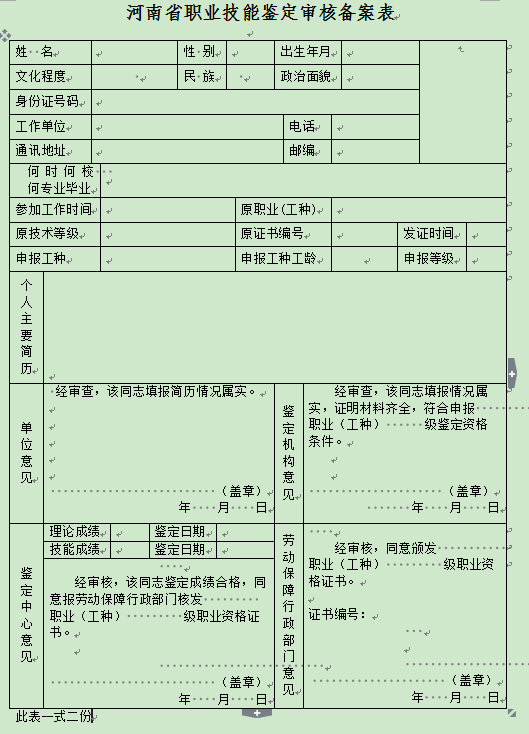 河南省职业技能鉴定审核备案表
姓 名 性 别 出生年月
文化程度 民 族 政治面貌
身份证号码
工作单位 电话
通讯地址 邮编
何 时 何 校
何专业毕业
参加工作时间 原职业(工种)
原技术等级 原证书编号 发证时间
申报工种 申报工种工龄 申报等级
个人主要简历
单位意见
经审查，该同志填报简历情况属实。
（盖章）
年 月 日
鉴定机构意见
经审查，该同志填报情况属
实，证明材料齐全，符合申报
职业（工种） 级鉴定资格
条件。
（盖章）
年 月 日
鉴定中心意见
理论成绩 鉴定日期
技能成绩 鉴定日期
经审核，该同志鉴定成绩合格，同
意报劳动保障行政部门核发
职业（工种） 级职业资格证
书。
（盖章）
年 月 日
劳动保障行政部门意见
经审核，同意颁发
职业（工种） 级职业资
格证书。
证书编号：
（盖章）
年 月 日
此表一式二份